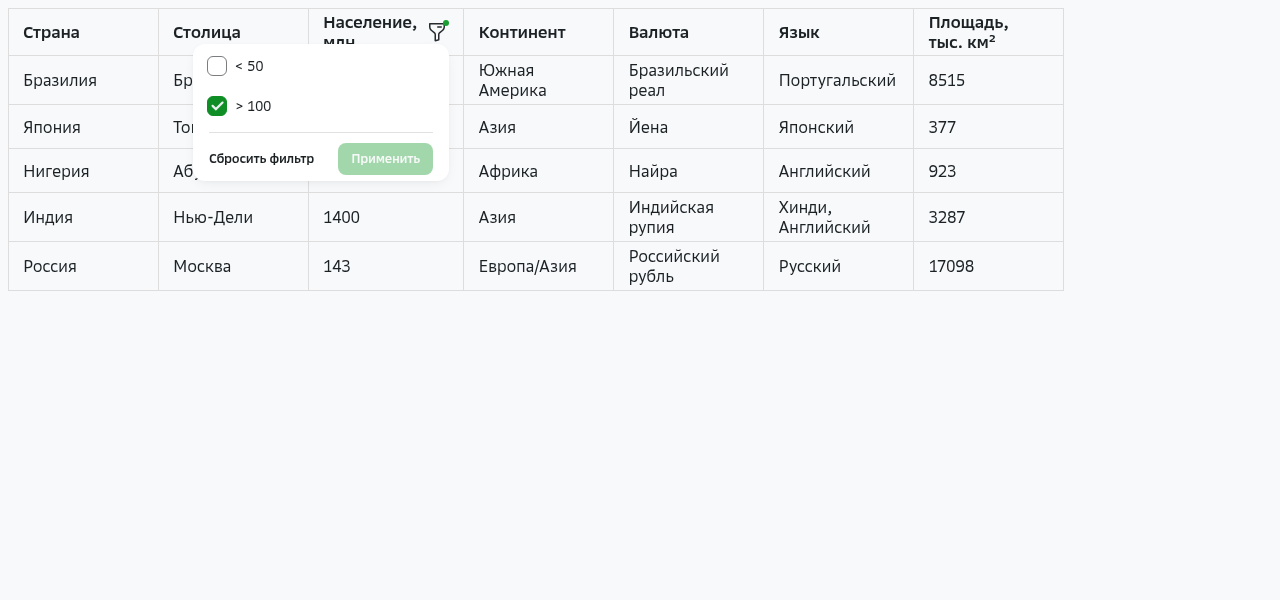 Страна Столица Население, млн Континент Валюта Язык Площадь, тыс. км²
< 50
> 100
Сбросить фильтр Применить
Бразилия Бр Южная Америка Бразильский реал Португальский 8515
Япония Азия Йена Японский 377
Нигерия Африка Найра Английский 923
Индия Нью-Дели 1400 Азия Индийская рупия Хинди, Английский 3287
Россия Москва 143 Европа/Азия Российский рубль Русский 17098